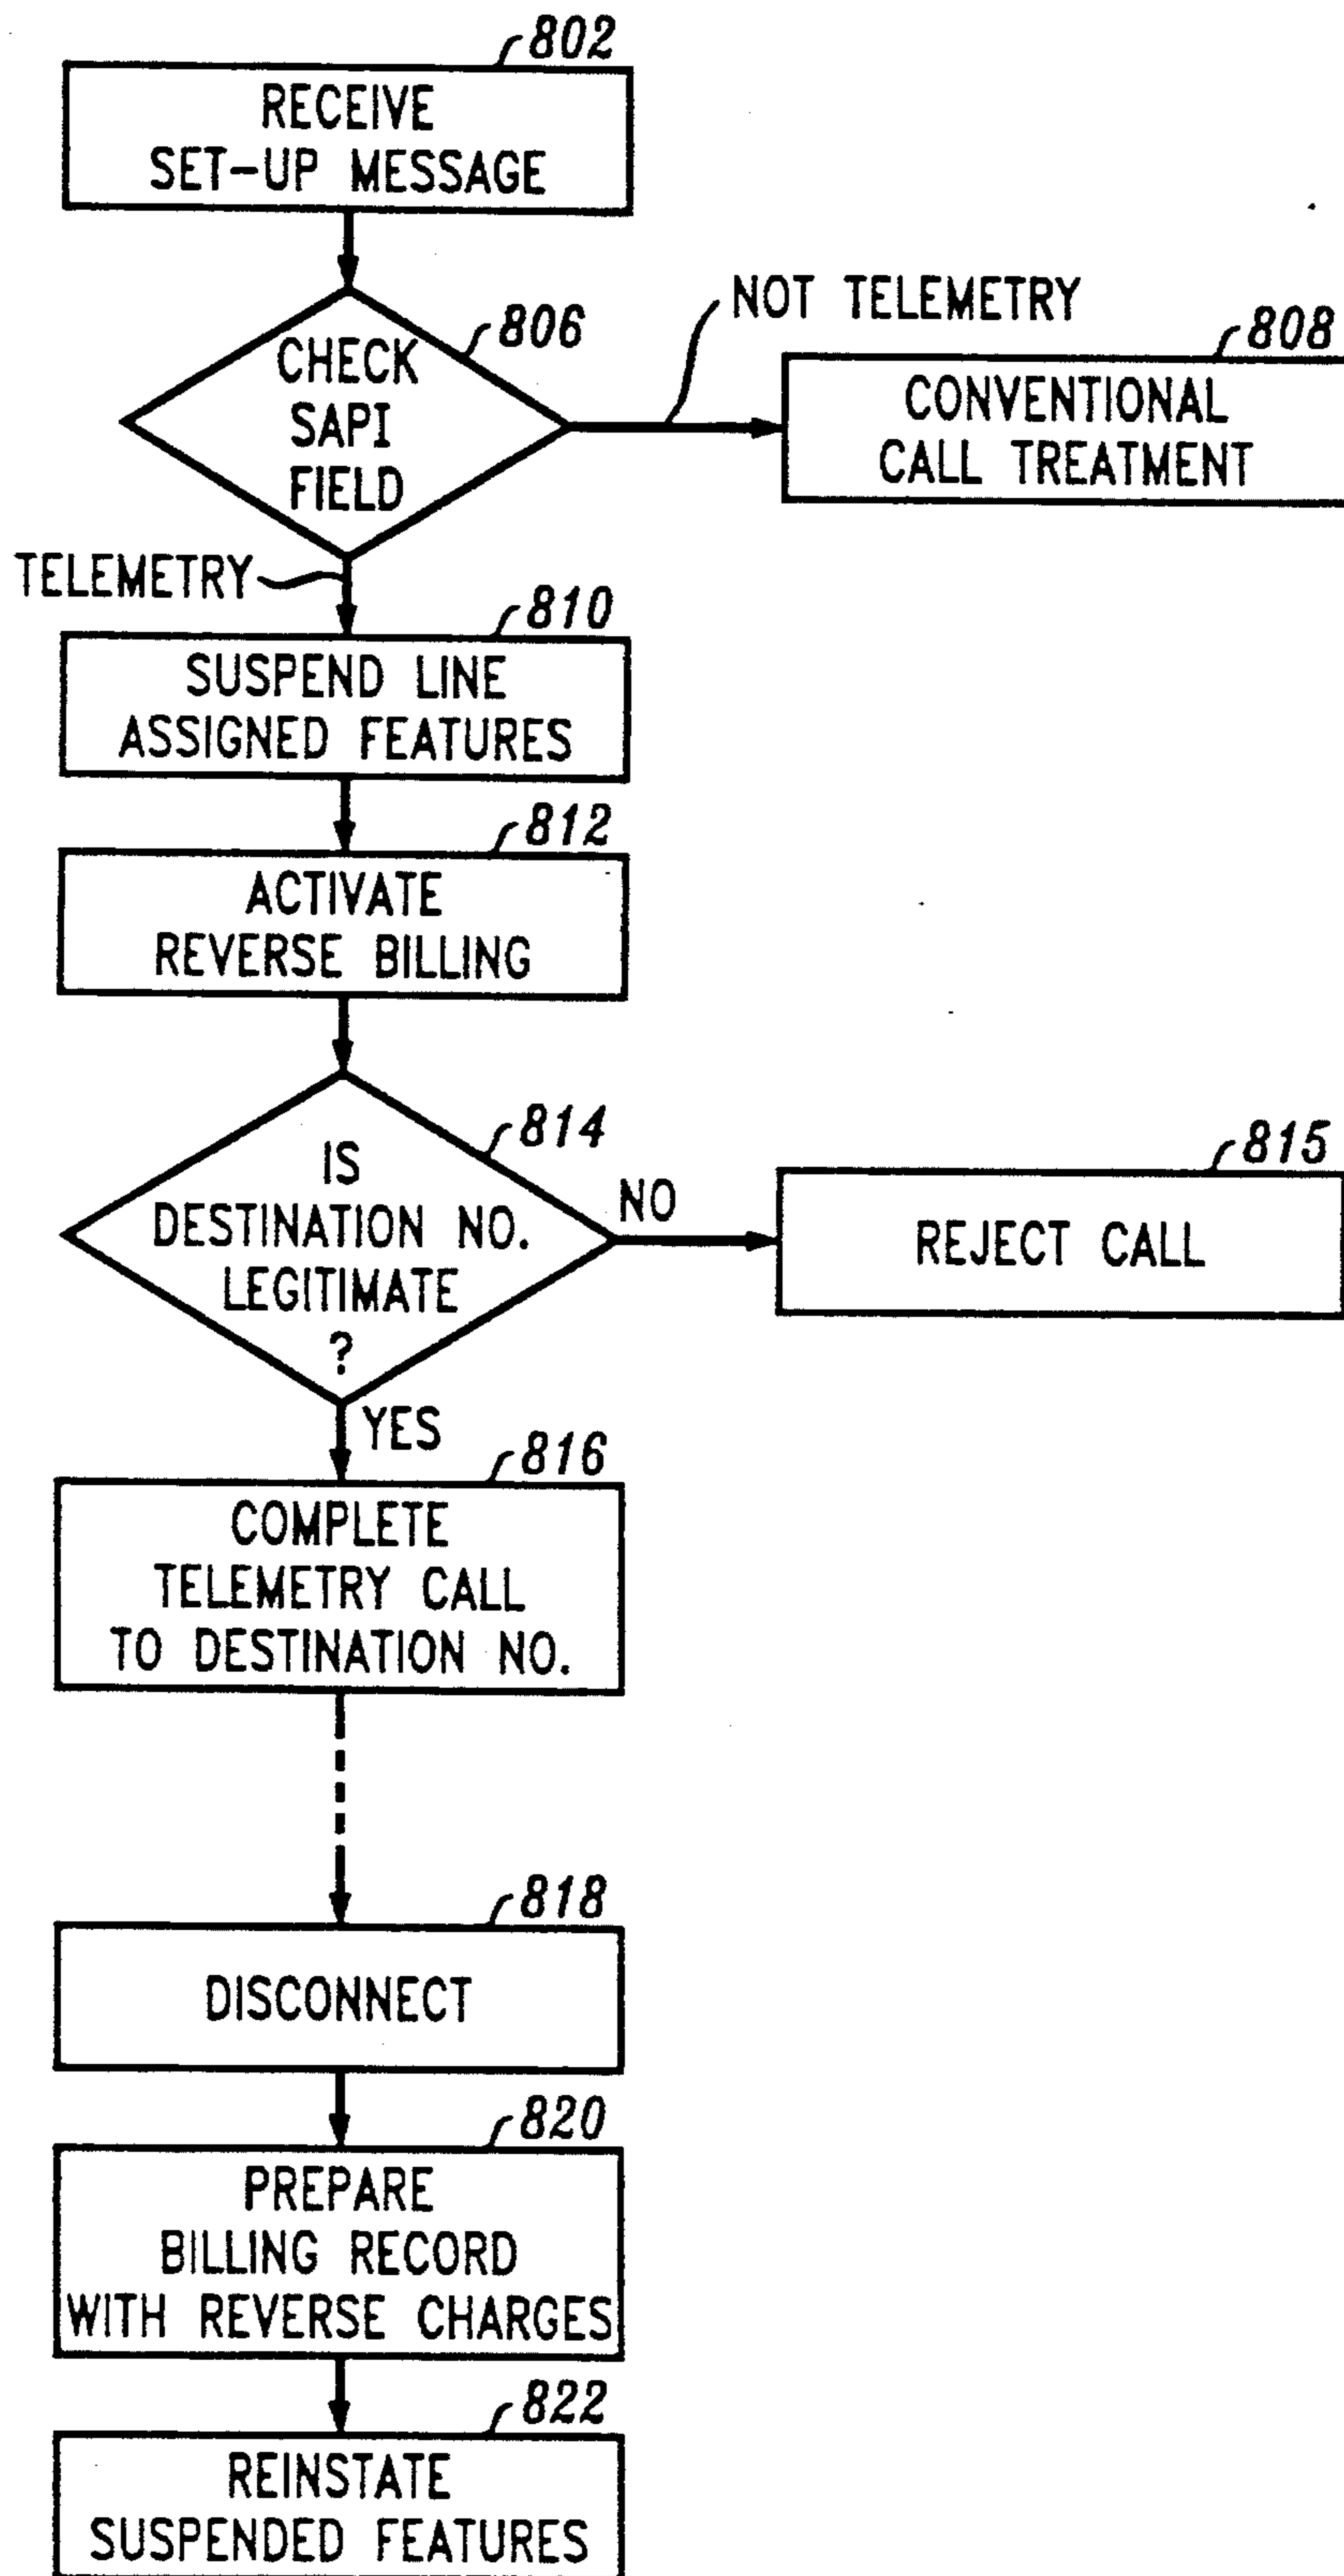 802
RECEIVE
SET-UP MESSAGE
806
CHECK
SAPI
FIELD
NOT TELEMETRY
808
CONVENTIONAL
CALL TREATMENT
TELEMETRY
810
SUSPEND LINE
ASSIGNED FEATURES
812
ACTIVATE
REVERSE BILLING
814
IS
DESTINATION NO.
LEGITIMATE
?
NO
815
REJECT CALL
YES
816
COMPLETE
TELEMETRY CALL
TO DESTINATION NO.
818
DISCONNECT
820
PREPARE
BILLING RECORD
WITH REVERSE CHARGES
822
REINSTATE
SUSPENDED FEATURES